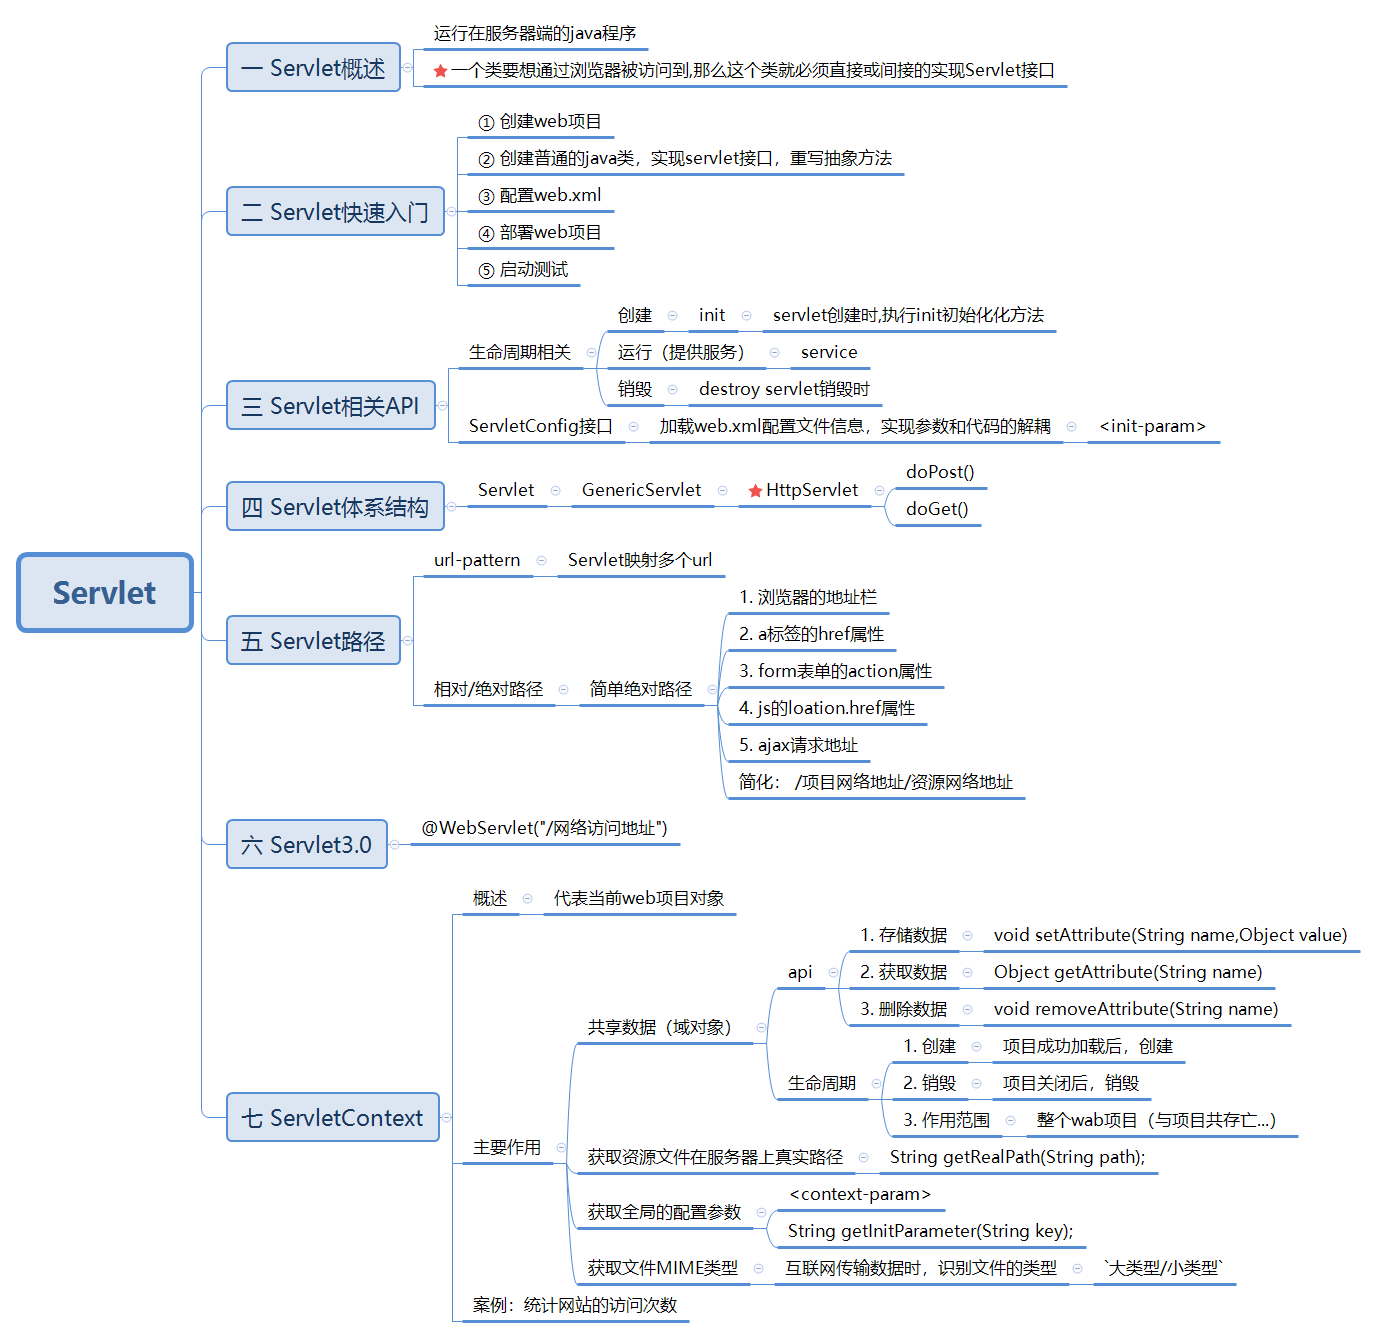 Servlet
一 Servlet概述
运行在服务器端的java程序
一个类要想通过浏览器被访问到,那么这个类就必须直接或间接的实现Servlet接口
二 Servlet快速入门
① 创建web项目
② 创建普通的java类，实现servlet接口，重写抽象方法
③ 配置web.xml
④ 部署web项目
⑤ 启动测试
三 Servlet相关API
生命周期相关
创建
init
servlet创建时,执行init初始化化方法
运行（提供服务）
service
销毁
destroy servlet销毁时
ServletConfig接口
加载web.xml配置文件信息，实现参数和代码的解耦
<init-param>
四 Servlet体系结构
Servlet
GenericServlet
HttpServlet
doPost()
doGet()
五 Servlet路径
url-pattern
Servlet映射多个url
相对/绝对路径
简单绝对路径
1. 浏览器的地址栏
2. a标签的href属性
3. form表单的action属性
4. js的loation.href属性
5. ajax请求地址
简化： /项目网络地址/资源网络地址
六 Servlet3.0
@WebServlet("/网络访问地址")
七 ServletContext
概述
代表当前web项目对象
主要作用
共享数据（域对象）
api
1. 存储数据
void setAttribute(String name,Object value)
2. 获取数据
Object getAttribute(String name)
3. 删除数据
void removeAttribute(String name)
生命周期
1. 创建
项目成功加载后，创建
2. 销毁
项目关闭后，销毁
3. 作用范围
整个wab项目（与项目共存亡...）
获取资源文件在服务器上真实路径
String getRealPath(String path);
获取全局的配置参数
<context-param>
String getInitParameter(String key);
获取文件MIME类型
互联网传输数据时，识别文件的类型
`大类型/小类型`
案例：统计网站的访问次数